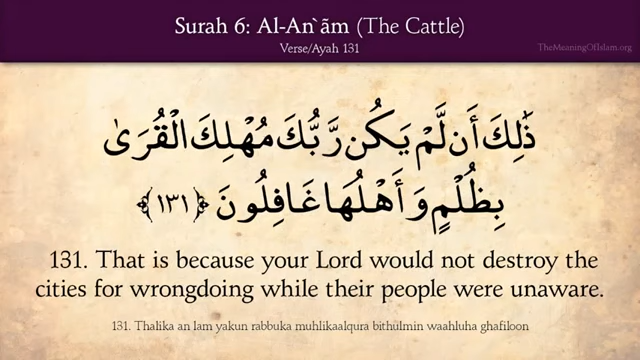 Surah 6: Al-An`ãm (The Cattle)
Verse/Ayah 131
TheMeaningOfIslam.org
ذَٰلِكَ أَن لَّمْ يَكُن رَّبُّكَ مُهْلِكَ الْقُرَىٰ
بِظُلْمٍ وَأَهْلُهَا غَافِلُونَ ﴿١٣١﴾
131. That is because your Lord would not destroy the
cities for wrongdoing while their people were unaware.
131. Thalika an lam yakun rabbuka muhlikaalqura bithulmin waahluha ghafiloon